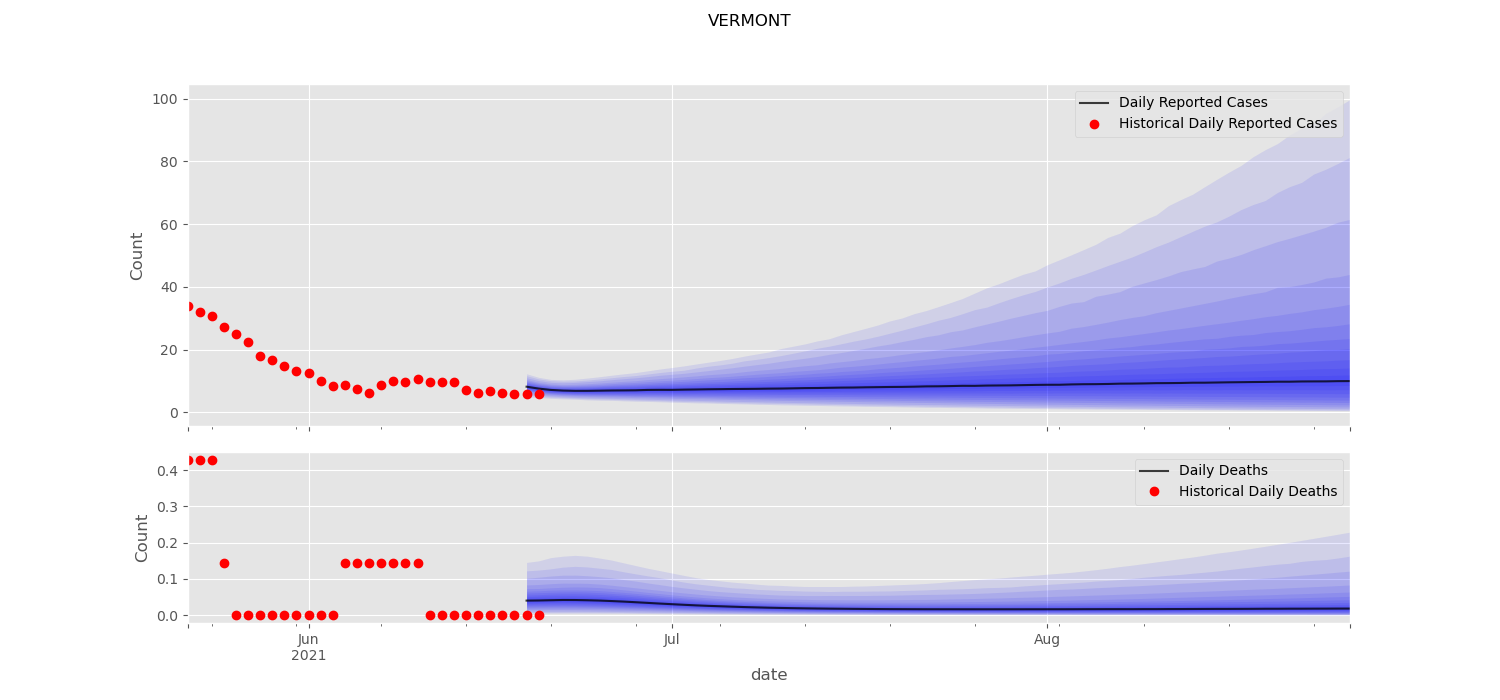 VERMONT
100
80
60
40
20
0
Count
Daily Reported Cases
Historical Daily Reported Cases
0.4
0.3
0.2
0.1
0.0
Count
Daily Deaths
Historical Daily Deaths
Jun
2021
Jul
Aug
date